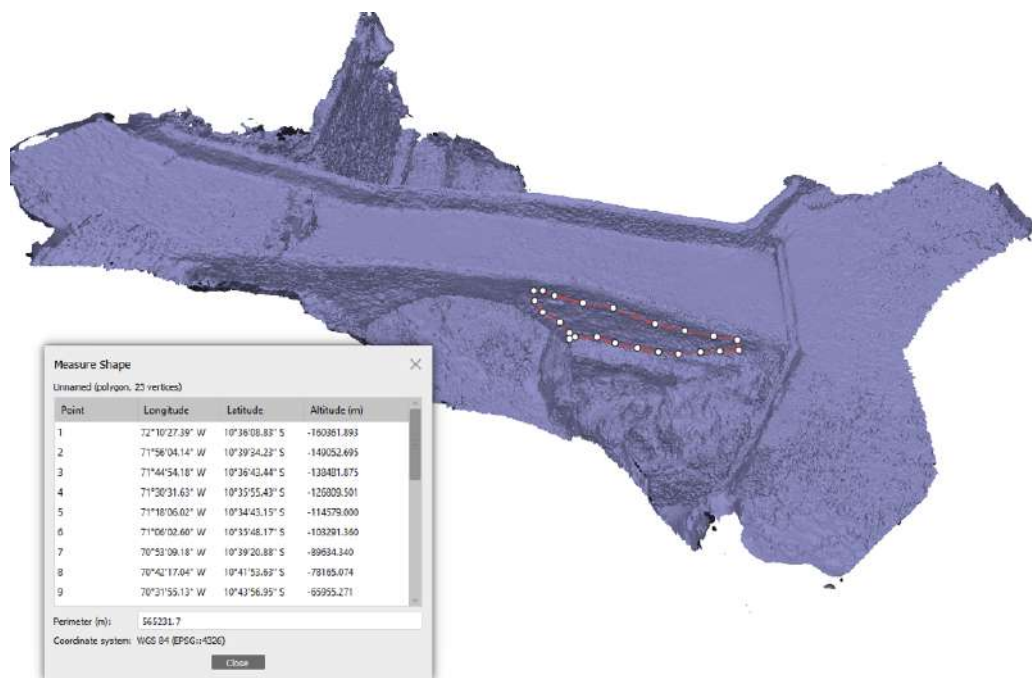 Measure Shape
Unnamed (polygon, 23 vertices)
Point Longitude Latitude Altitude (m)
1 72°10'27.39" W 10°36'08.83" S -160361.893
2 71°56'04.14" W 10°39'34.23" S -149052.695
3 71°44'54.18" W 10°36'43.44" S -138481.875
4 71°30'31.63" W 10°35'55.43" S -126809.501
5 71°18'06.02" W 10°34'43.15" S -114579.000
6 71°06'02.60" W 10°35'48.17" S -103291.360
7 70°53'09.18" W 10°39'20.88" S -89634.340
8 70°42'17.04" W 10°41'53.63" S -78165.074
9 70°31'55.13" W 10°43'56.95" S -65955.271
Perimeter (m): 565231.7
Coordinate system: WGS 84 (EPSG::4326)
Close